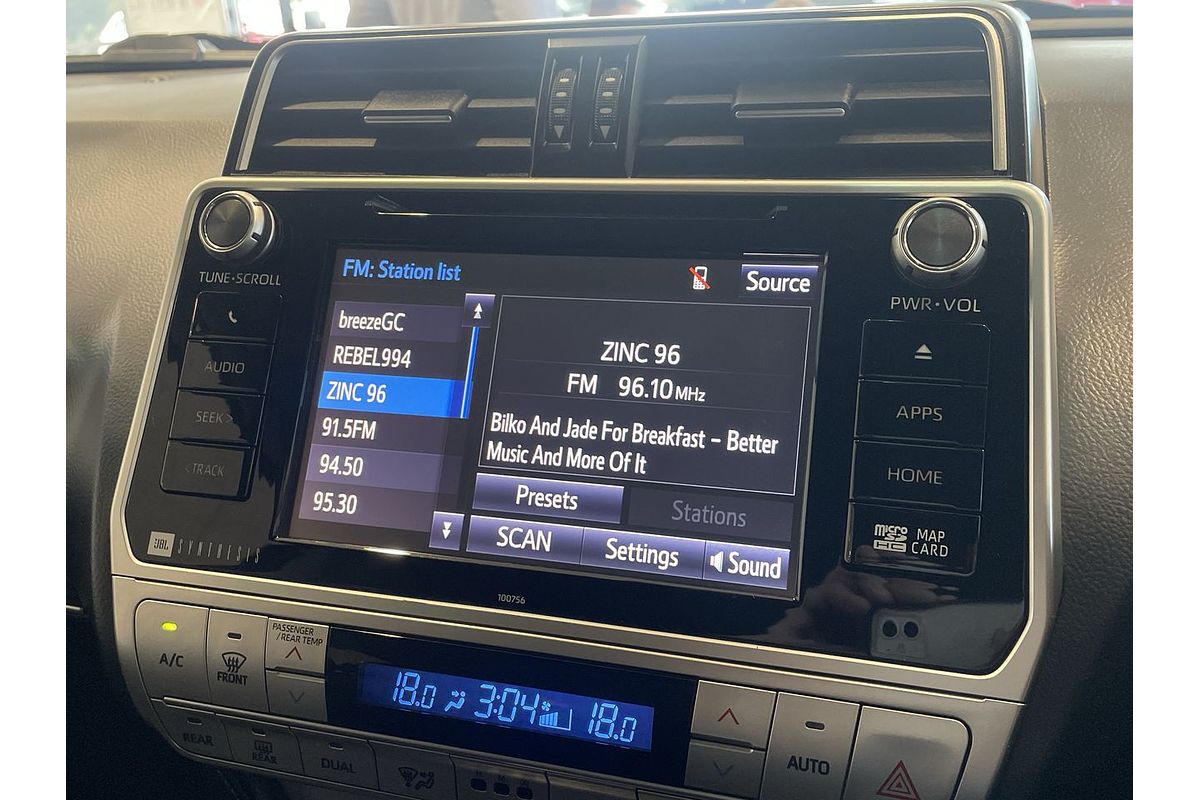 TUNE·SCROLL
AUDIO
SEEK >
< TRACK
JBL SYNTHESIS
FM: Station list
Source
breezeGC
REBEL994
ZINC 96
91.5FM
94.50
95.30
ZINC 96
FM 96.10 MHz
Bilko And Jade For Breakfast – Better
Music And More Of It
Presets
Stations
SCAN
Settings
Sound
100756
PWR·VOL
APPS
HOME
micro SD HC MAP CARD
A/C
FRONT
PASSENGER
/REAR TEMP
18.0 3:04 18.0
REAR
REAR
DUAL
AUTO